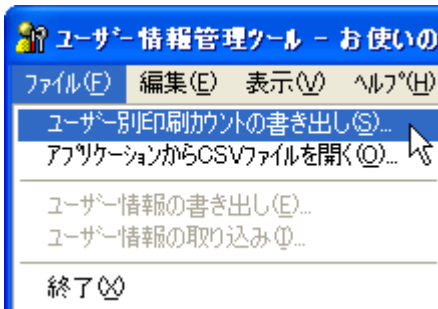 ユーザー情報管理ツール - お使いの
ファイル(F) 編集(E) 表示(V) ヘルプ(H)
ユーザー別印刷カウントの書き出し(S)...
アプリケーションからCSVファイルを開く(O)...
ユーザー情報の書き出し(E)...
ユーザー情報の取り込み(I)...
終了(X)